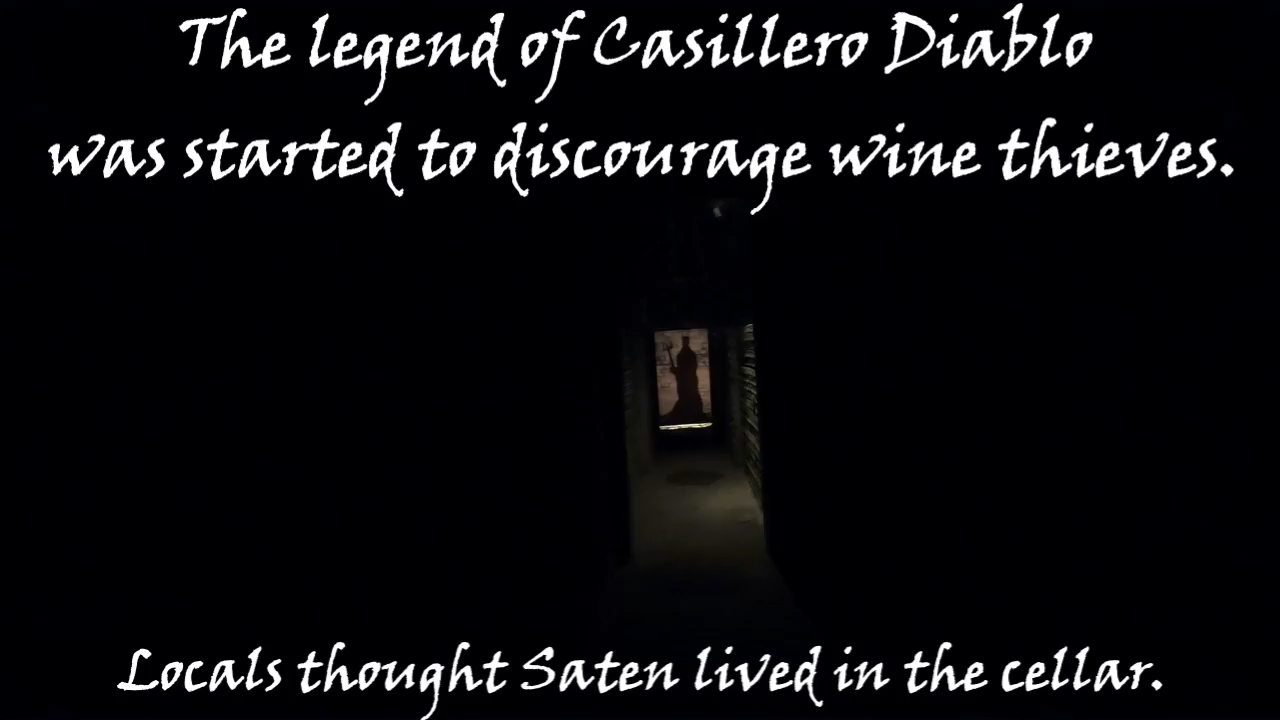 The legend of Casillero Diablo
was started to discourage wine thieves.
Locals thought Saten lived in the cellar.